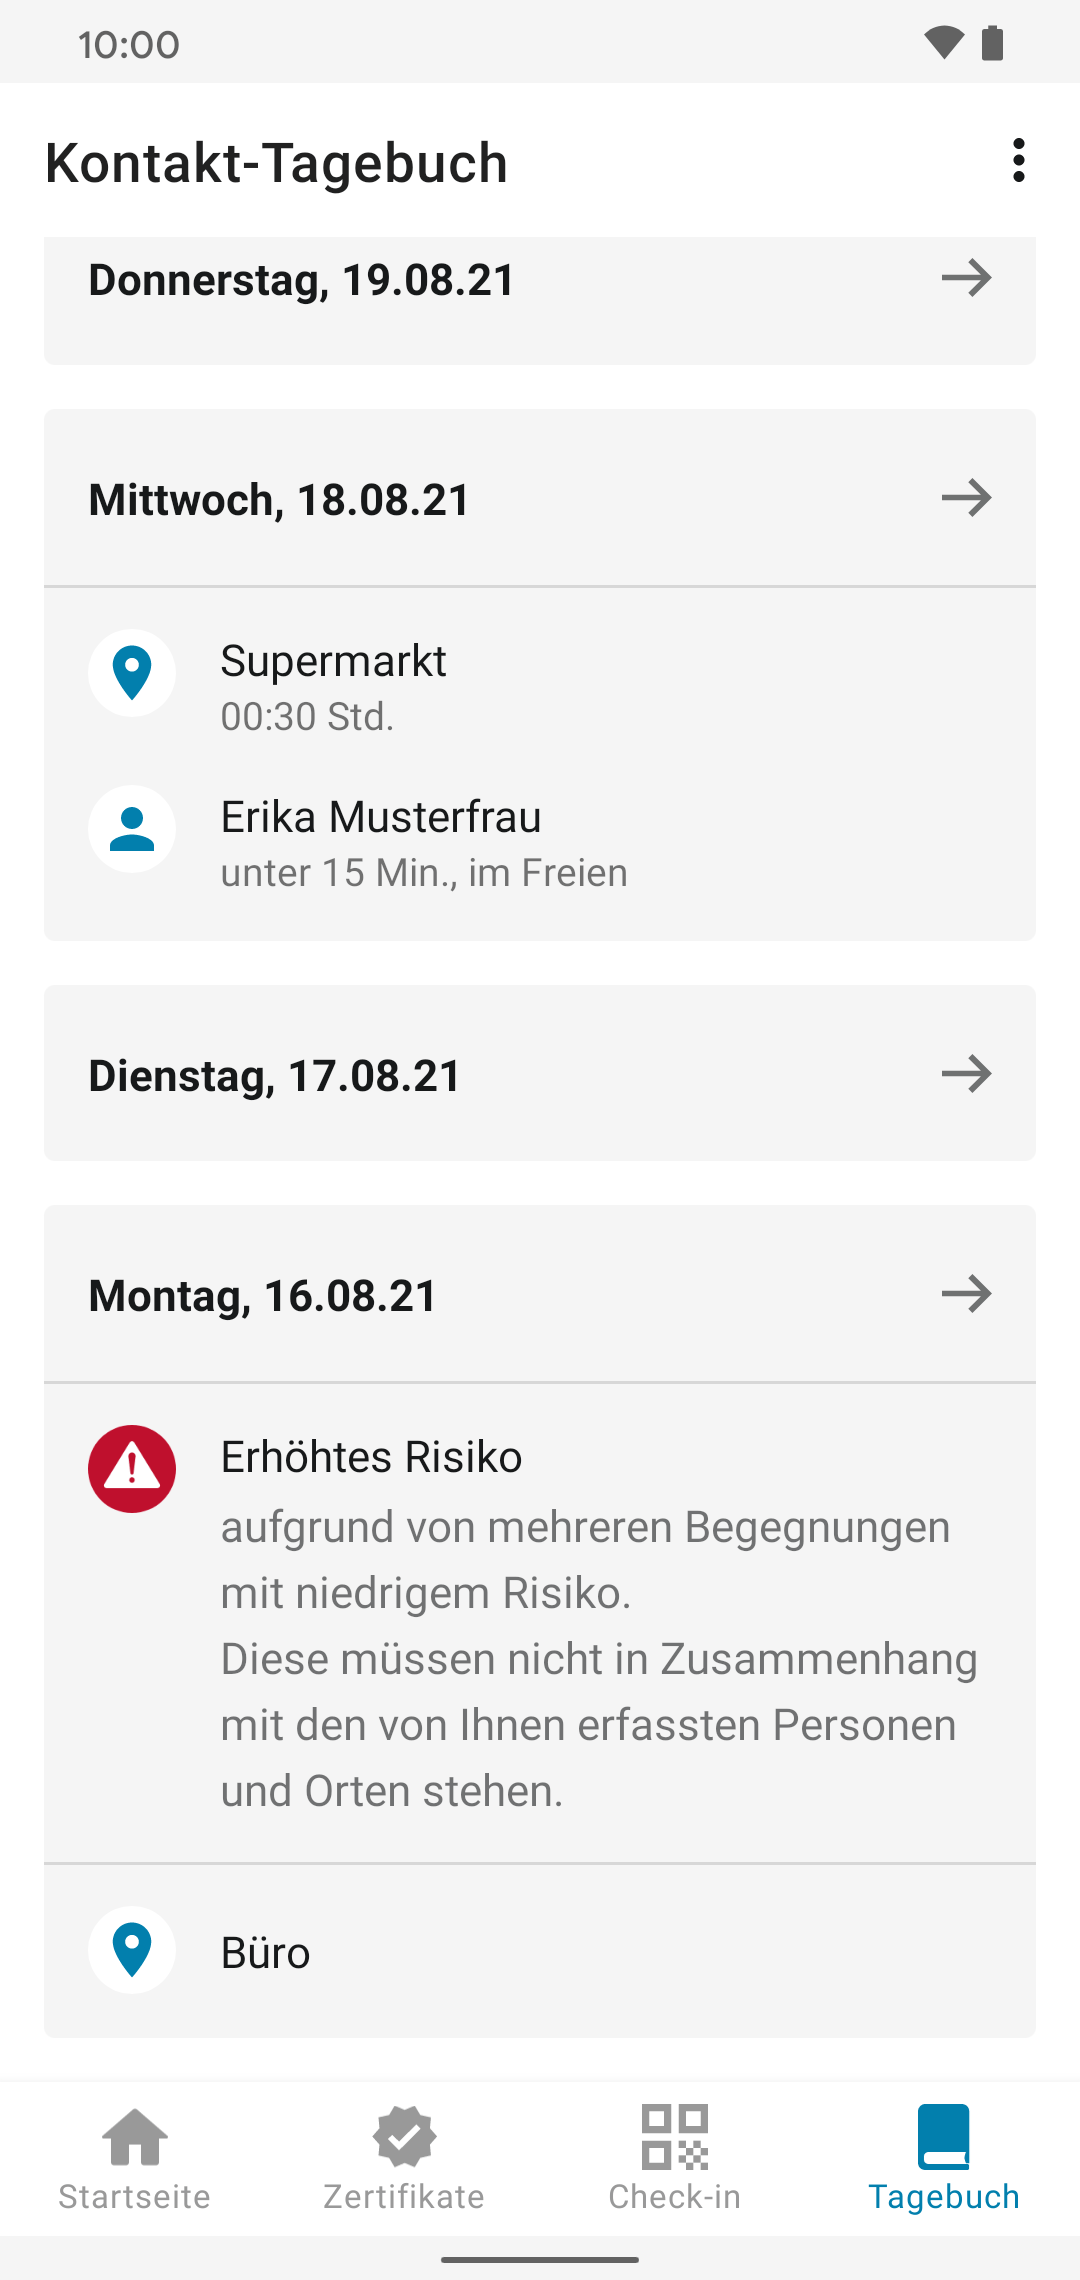 10:00
Kontakt-Tagebuch
Donnerstag, 19.08.21
Mittwoch, 18.08.21
Supermarkt
00:30 Std.
Erika Musterfrau
unter 15 Min., im Freien
Dienstag, 17.08.21
Montag, 16.08.21
Erhöhtes Risiko
aufgrund von mehreren Begegnungen
mit niedrigem Risiko.
Diese müssen nicht in Zusammenhang
mit den von Ihnen erfassten Personen
und Orten stehen.
Büro
Startseite
Zertifikate
Check-in
Tagebuch